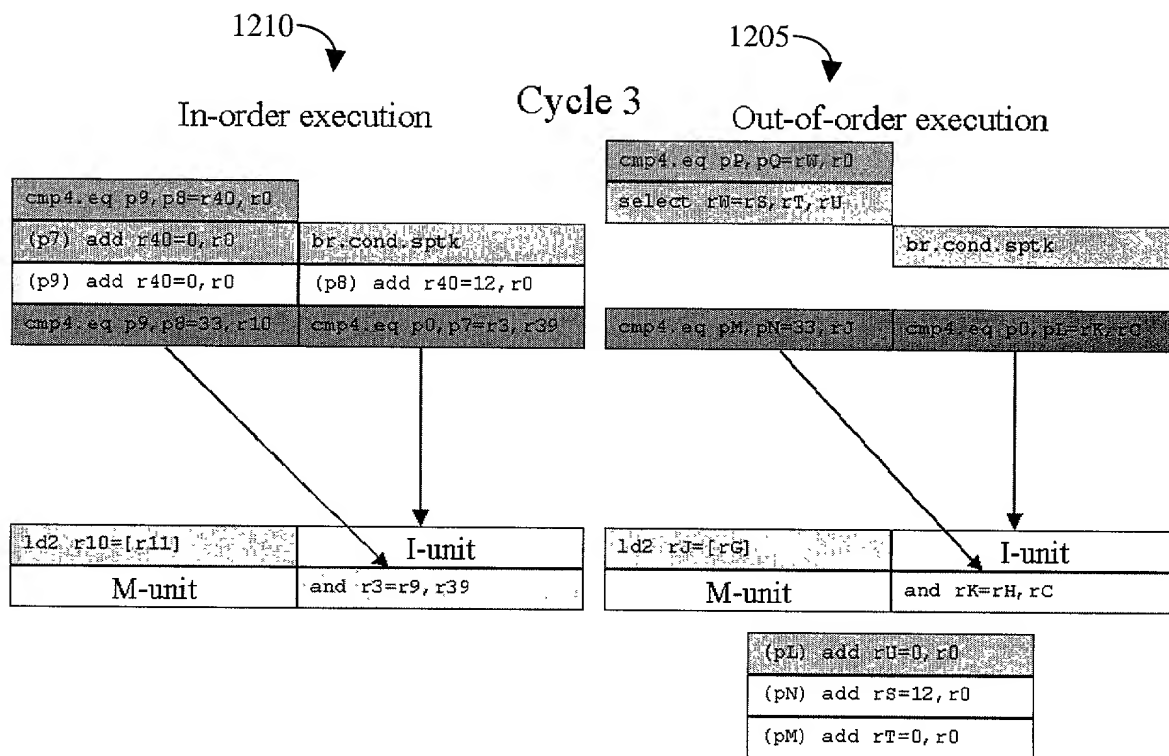 1210
1205
Cycle 3
In-order execution
Out-of-order execution
cmp4.eq p9,p8=r40,r0
(p7) add r40=0,r0
br.cond.sptk
(p9) add r40=0,r0
(p8) add r40=12,r0
cmp4.eq p9,p8=33,r10
cmp4.eq p0,p7=r3,r39
ld2 r10=[r11]
I-unit
M-unit
and r3=r9,r39
cmp4.eq pP,pQ=rW,r0
select rW=rS,rT,rU
br.cond.sptk
cmp4.eq pM,pN=33,rJ
cmp4.eq p0,pL=rK,rC
ld2 rJ=[rG]
I-unit
M-unit
and rK=rH,rC
(pL) add rU=0,r0
(pN) add rS=12,r0
(pM) add rT=0,r0